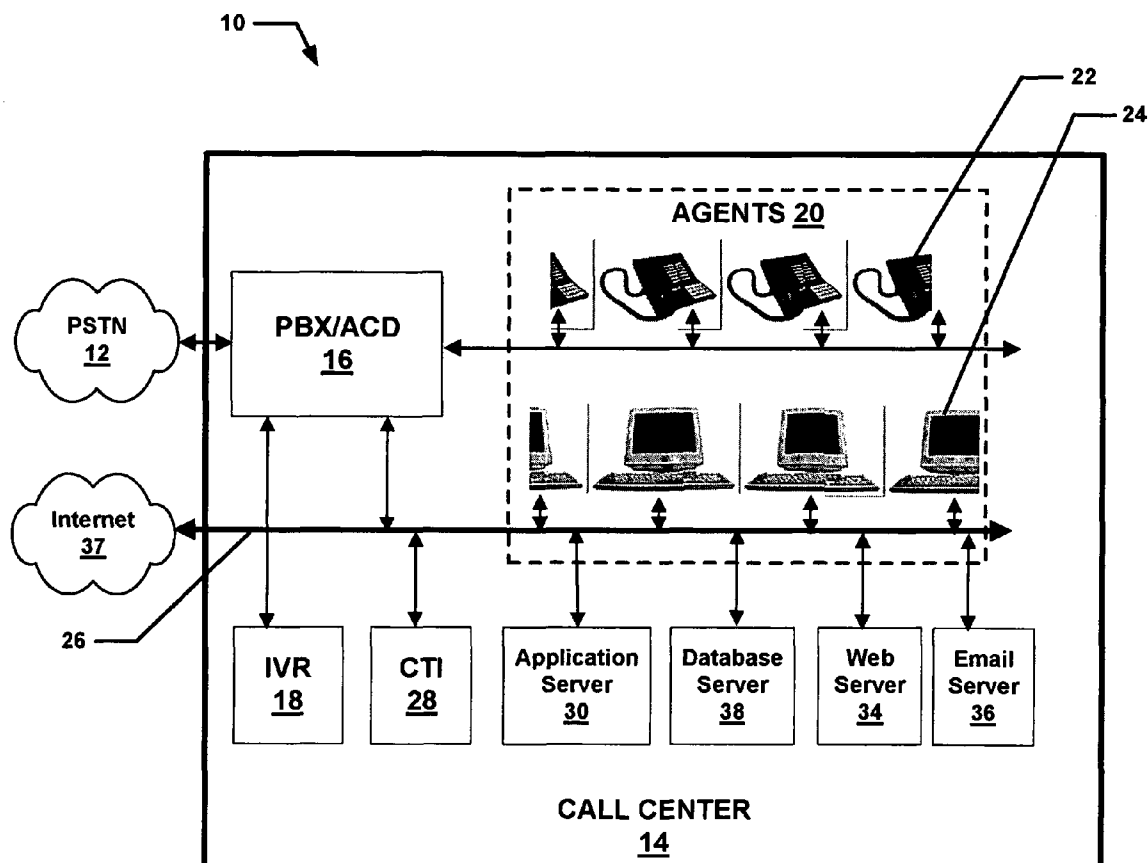 10
22
24
AGENTS 20
PSTN
12
PBX/ACD
16
Internet
37
26
IVR
18
CTI
28
Application
Server
30
Database
Server
38
Web
Server
34
Email
Server
36
CALL CENTER
14